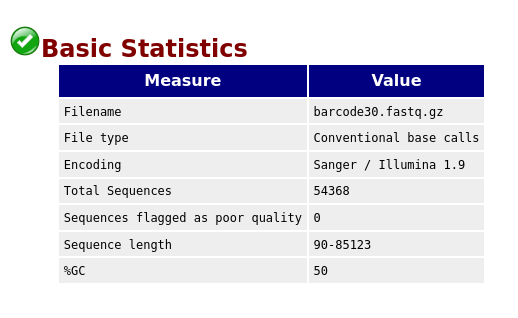 Basic Statistics
Measure Value
Filename barcode30.fastq.gz
File type Conventional base calls
Encoding Sanger / Illumina 1.9
Total Sequences 54368
Sequences flagged as poor quality 0
Sequence length 90-85123
%GC 50